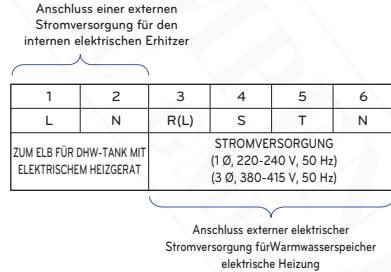 Anschluss einer externen
Stromversorgung für den
internen elektrischen Erhitzer
1 2 3 4 5 6
L N R(L) S T N
ZUM ELB FÜR DHW-TANK MIT
ELEKTRISCHEM HEIZGERAT
STROMVERSORGUNG
(1 Ø, 220-240 V, 50 Hz)
(3 Ø, 380-415 V, 50 Hz)
Anschluss externer elektrischer
Stromversorgung fürWarmwasserspeicher
elektrische Heizung